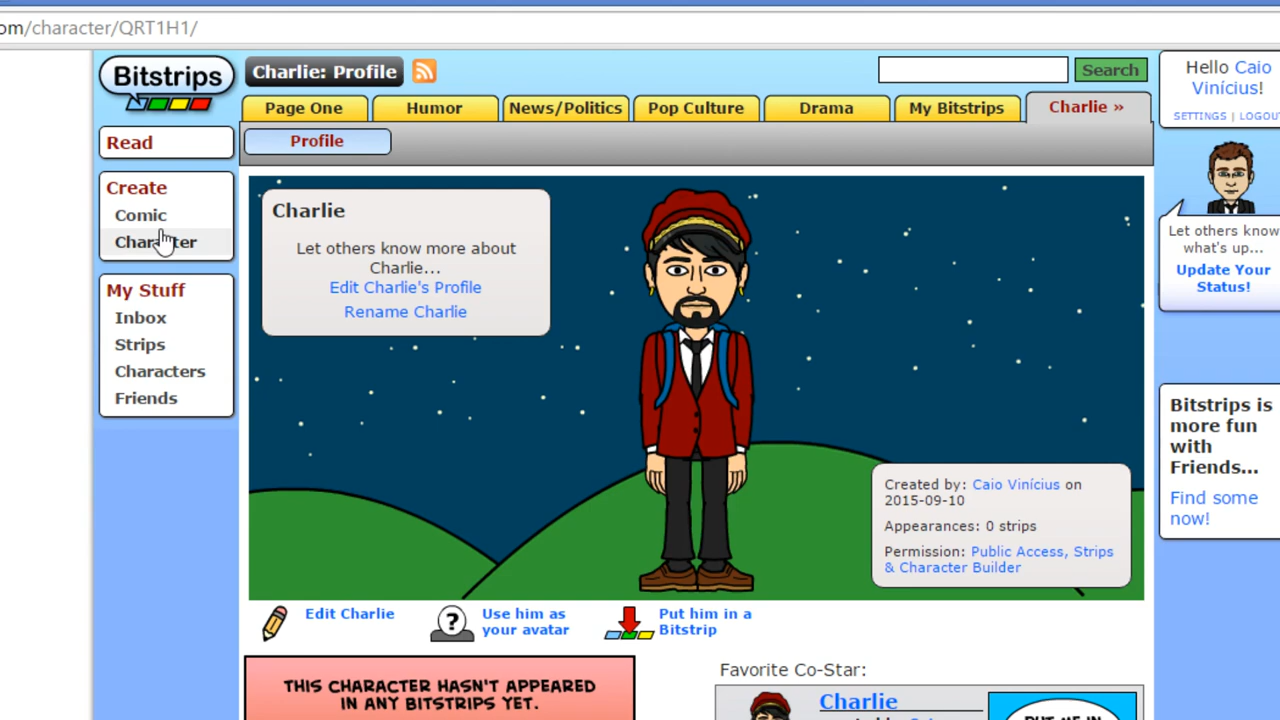 om/character/QRT1H1/
Bitstrips
Charlie: Profile
Search
Hello Caio
Vinícius!
SETTINGS | LOGOUT
Page One
Humor
News/Politics
Pop Culture
Drama
My Bitstrips
Charlie »
Read
Profile
Create
Comic
Character
My Stuff
Inbox
Strips
Characters
Friends
Charlie
Let others know more about
Charlie...
Edit Charlie's Profile
Rename Charlie
Let others know
what's up...
Update Your
Status!
Bitstrips is
more fun
with
Friends...
Find some
now!
Created by: Caio Vinícius on
2015-09-10
Appearances: 0 strips
Permission: Public Access, Strips
& Character Builder
Edit Charlie
?
Use him as
your avatar
Put him in a
Bitstrip
THIS CHARACTER HASN'T APPEARED
IN ANY BITSTRIPS YET.
Favorite Co-Star:
Charlie
PUT ME IN